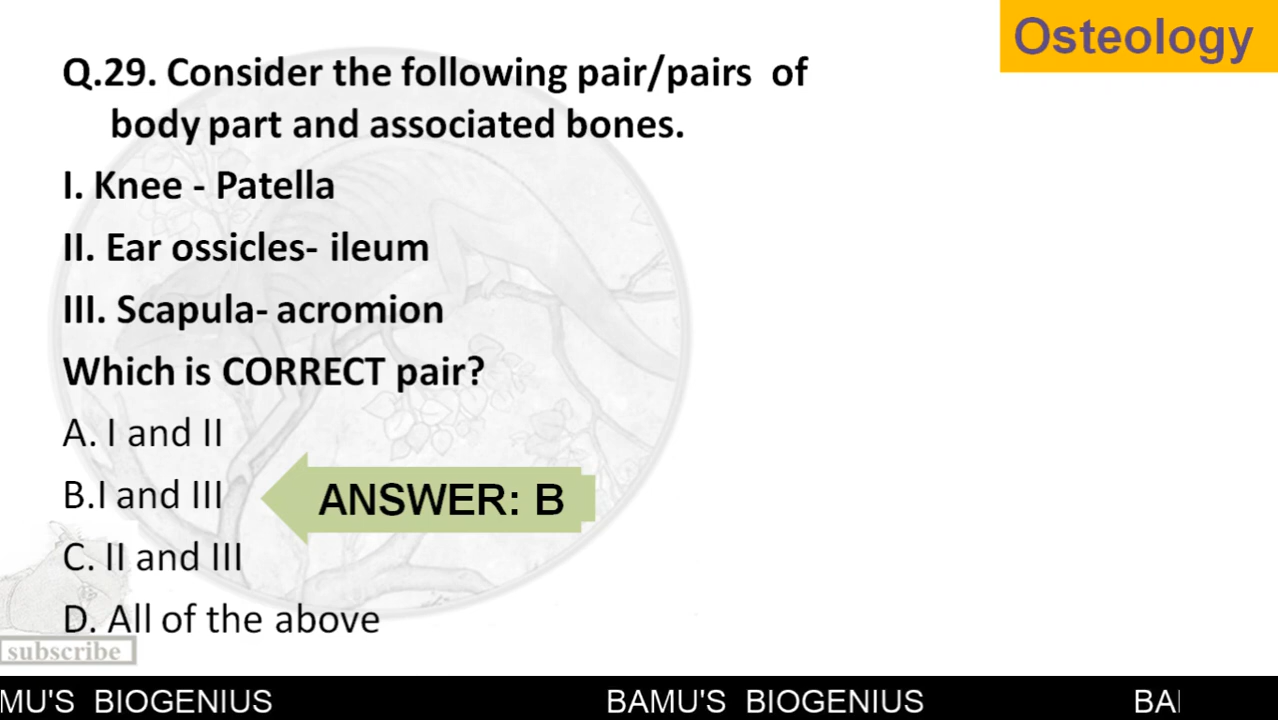 Osteology
Q.29. Consider the following pair/pairs of
body part and associated bones.
I. Knee - Patella
II. Ear ossicles- ileum
III. Scapula- acromion
Which is CORRECT pair?
A. I and II
B.I and III
ANSWER: B
C. II and III
D. All of the above
subscribe
MU'S BIOGENIUS BAMU'S BIOGENIUS BA